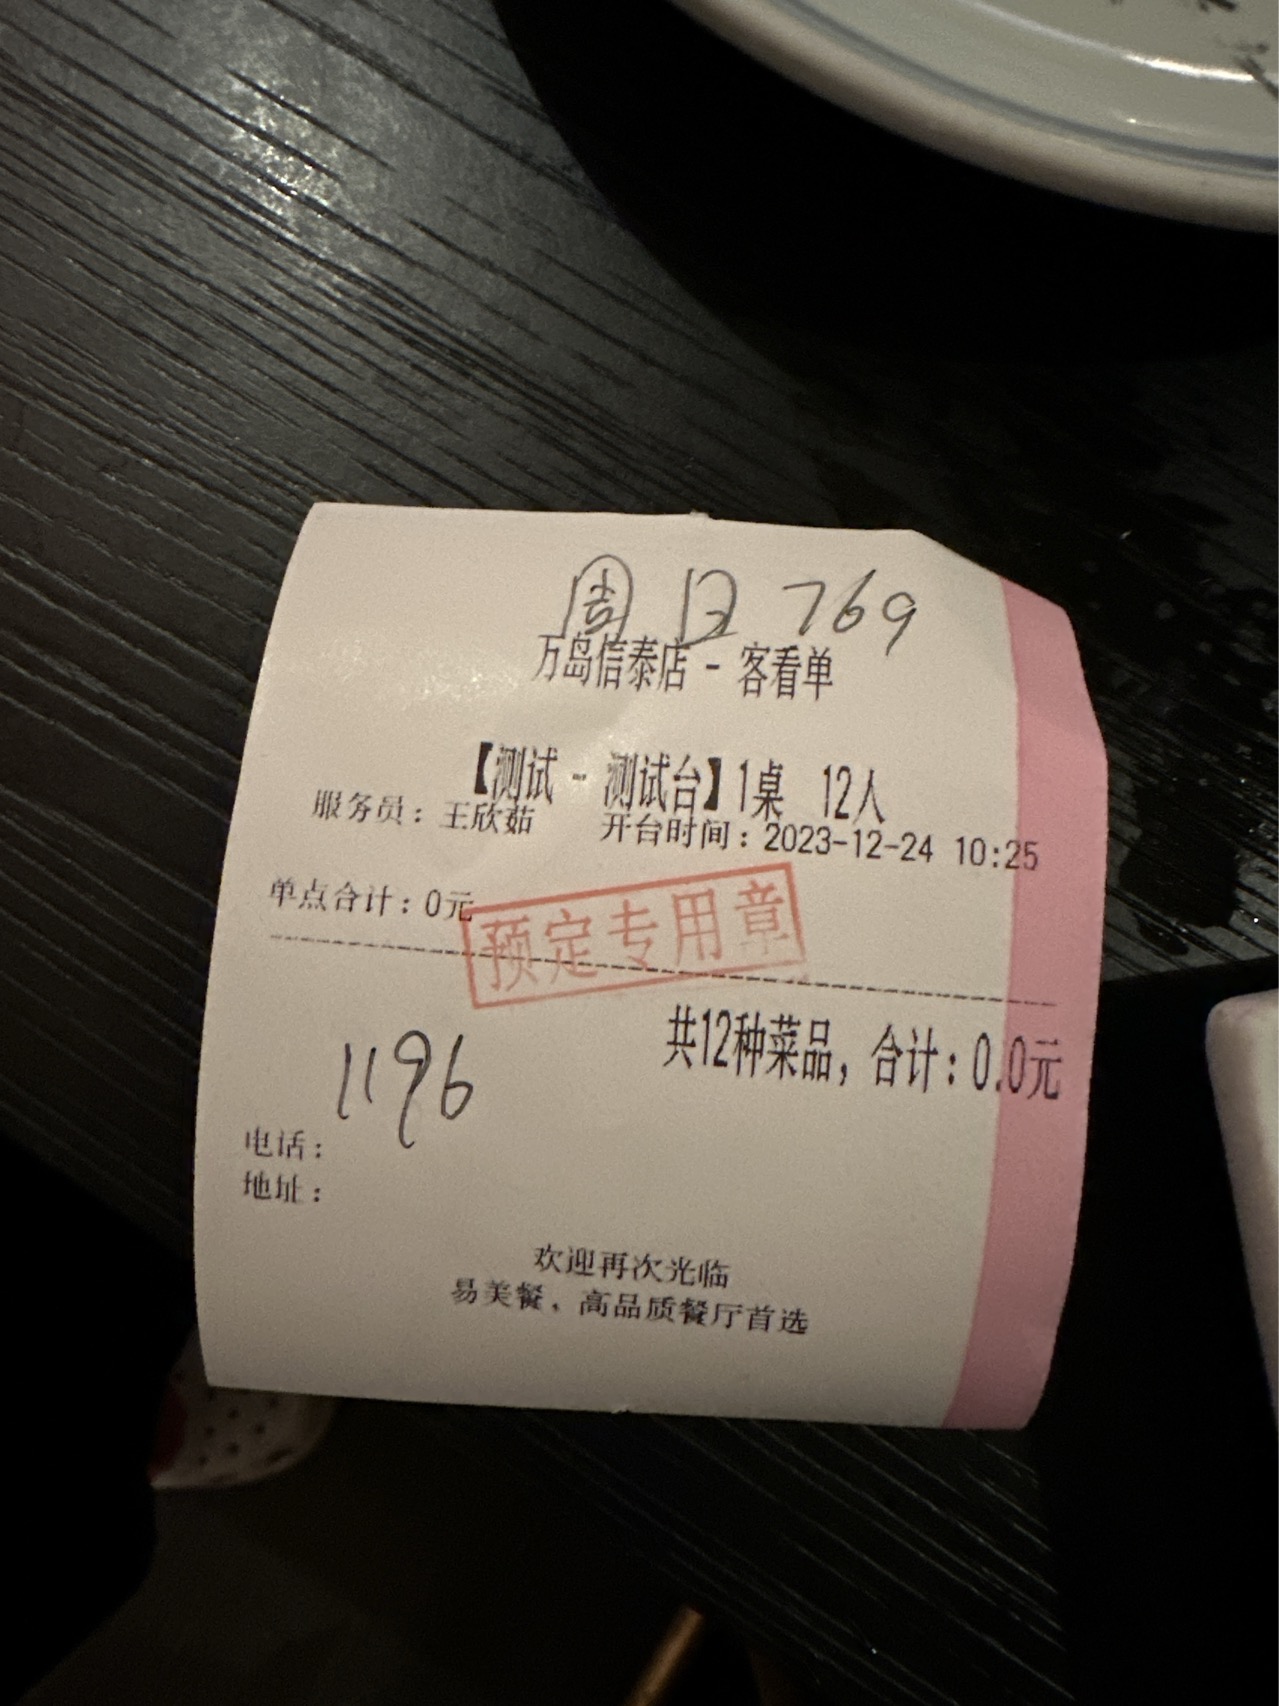 周日 769
万岛信泰店 - 客看单
【测试 - 测试台】1桌 12人
服务员：王欣茹 开台时间：2023-12-24 10:25
单点合计：0元
预定专用章
共12种菜品，合计：0.0元
1196
电话：
地址：
欢迎再次光临
易美餐，高品质餐厅首选